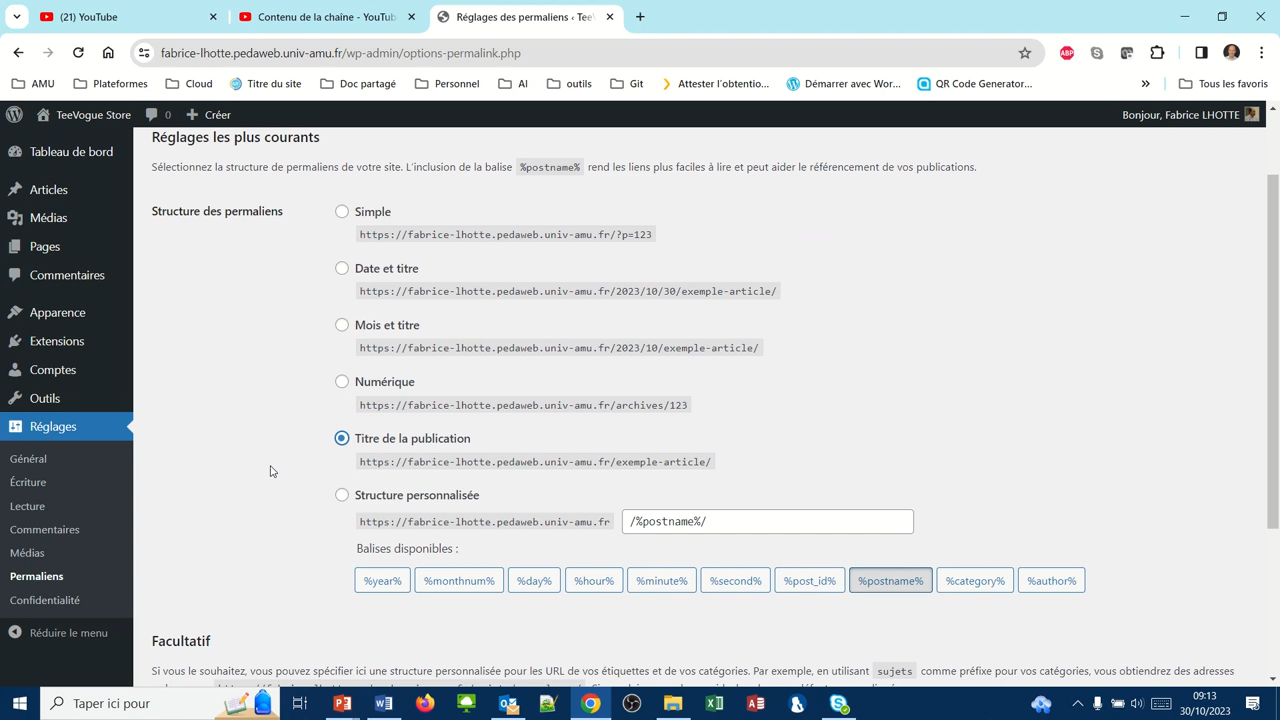 (21) YouTube
Contenu de la chaîne - YouTub
Réglages des permaliens ‹ TeeV
fabrice-lhotte.pedaweb.univ-amu.fr/wp-admin/options-permalink.php
ABP
AMU
Plateformes
Cloud
Titre du site
Doc partagé
Personnel
AI
outils
Git
Attester l'obtentio...
Démarrer avec Wor...
QR Code Generator...
»
Tous les favoris
TeeVogue Store
0
Créer
Bonjour, Fabrice LHOTTE
Tableau de bord
Articles
Médias
Pages
Commentaires
Apparence
Extensions
Comptes
Outils
Réglages
Général
Écriture
Lecture
Commentaires
Médias
Permaliens
Confidentialité
Réduire le menu
Réglages les plus courants
Sélectionnez la structure de permaliens de votre site. L'inclusion de la balise %postname% rend les liens plus faciles à lire et peut aider le référencement de vos publications.
Structure des permaliens
Simple
https://fabrice-lhotte.pedaweb.univ-amu.fr/?p=123
Date et titre
https://fabrice-lhotte.pedaweb.univ-amu.fr/2023/10/30/exemple-article/
Mois et titre
https://fabrice-lhotte.pedaweb.univ-amu.fr/2023/10/exemple-article/
Numérique
https://fabrice-lhotte.pedaweb.univ-amu.fr/archives/123
Titre de la publication
https://fabrice-lhotte.pedaweb.univ-amu.fr/exemple-article/
Structure personnalisée
https://fabrice-lhotte.pedaweb.univ-amu.fr /%postname%/
Balises disponibles :
%year% %monthnum% %day% %hour% %minute% %second% %post_id% %postname% %category% %author%
Facultatif
Si vous le souhaitez, vous pouvez spécifier ici une structure personnalisée pour les URL de vos étiquettes et de vos catégories. Par exemple, en utilisant sujets comme préfixe pour vos catégories, vous obtiendrez des adresses
Taper ici pour
09:13
30/10/2023